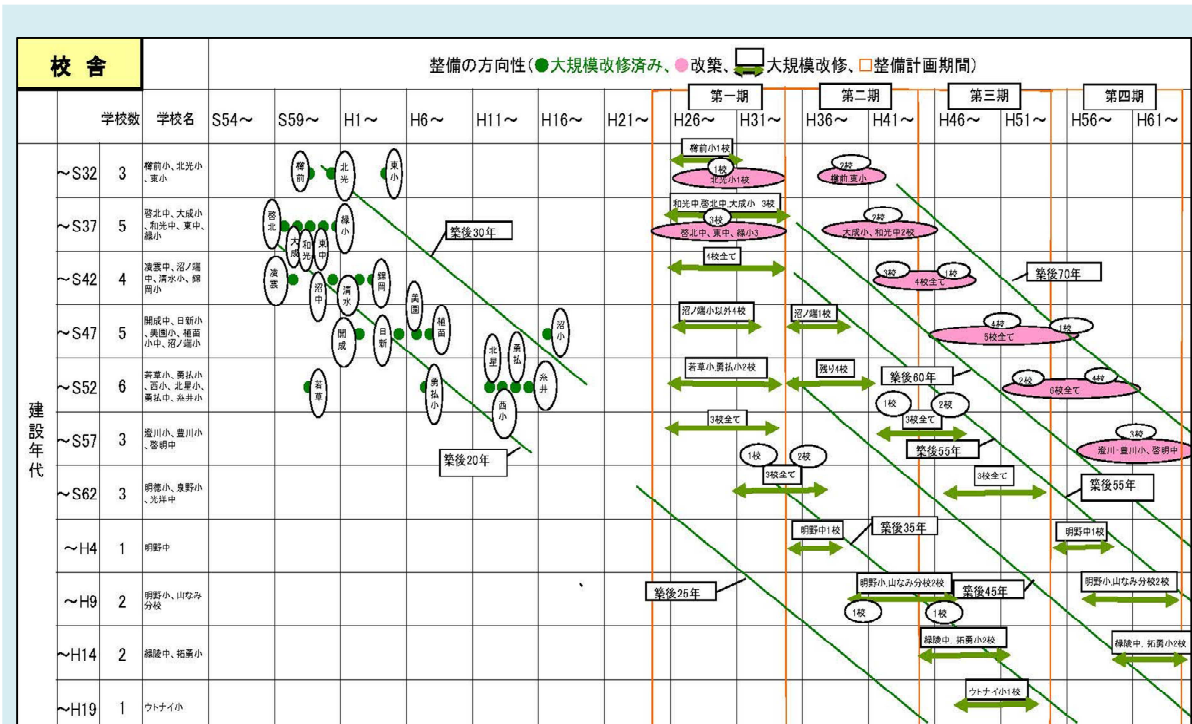 校 舎
整備の方向性(●大規模改修済み、●改築、大規模改修、□整備計画期間)
第一期 第二期 第三期 第四期
学校数 学校名 S54～ S59～ H1～ H6～ H11～ H16～ H21～ H26～ H31～ H36～ H41～ H46～ H51～ H56～ H61～
建設年代
～S32 3 樽前小、北光小、東小
樽前 北光 東小
樽前小1校
1校
北光小1校
2校
樽前,東小
～S37 5 啓北中、大成小、和光中、東中、緑小
啓北 大成 和光 東中 緑小
築後30年
和光中,啓北中,大成小 3校
3校
啓北中、東中、緑小3
2校
大成小、和光中2校
～S42 4 凌雲中、沼ノ端中、清水小、錦岡小
凌雲 沼中 清水 錦岡
4校全て
3校 1校
4校全て
築後70年
～S47 5 開成中、日新小、美園小、植苗小中、沼ノ端小
開成 日新 美園 植苗 沼小
沼ノ端小以外4校
沼ノ端1校
4校 1校
5校全て
～S52 6 若草小、勇払小、西小、北星小、勇払中、糸井小
若草 勇払小 北星 西小 勇払 糸井
若草小,勇払小2校
残り4校
築後60年
2校 4校
6校全て
～S57 3 澄川小、豊川小、啓明中
築後20年
3校全て
1校 2校
3校全て
築後55年
3校
澄川・豊川小、啓明中
～S62 3 明徳小、泉野小、光洋中
1校 2校
3校全て
3校全て
築後55年
～H4 1 明野中
明野中1校
築後35年
明野中1校
～H9 2 明野小、山なみ分校
築後25年
明野小,山なみ分校2校
1校 1校
築後45年
明野小,山なみ分校2校
～H14 2 緑陵中、拓勇小
緑陵中、拓勇小2校
緑陵中、拓勇小2校
～H19 1 ウトナイ小
ウトナイ小1校